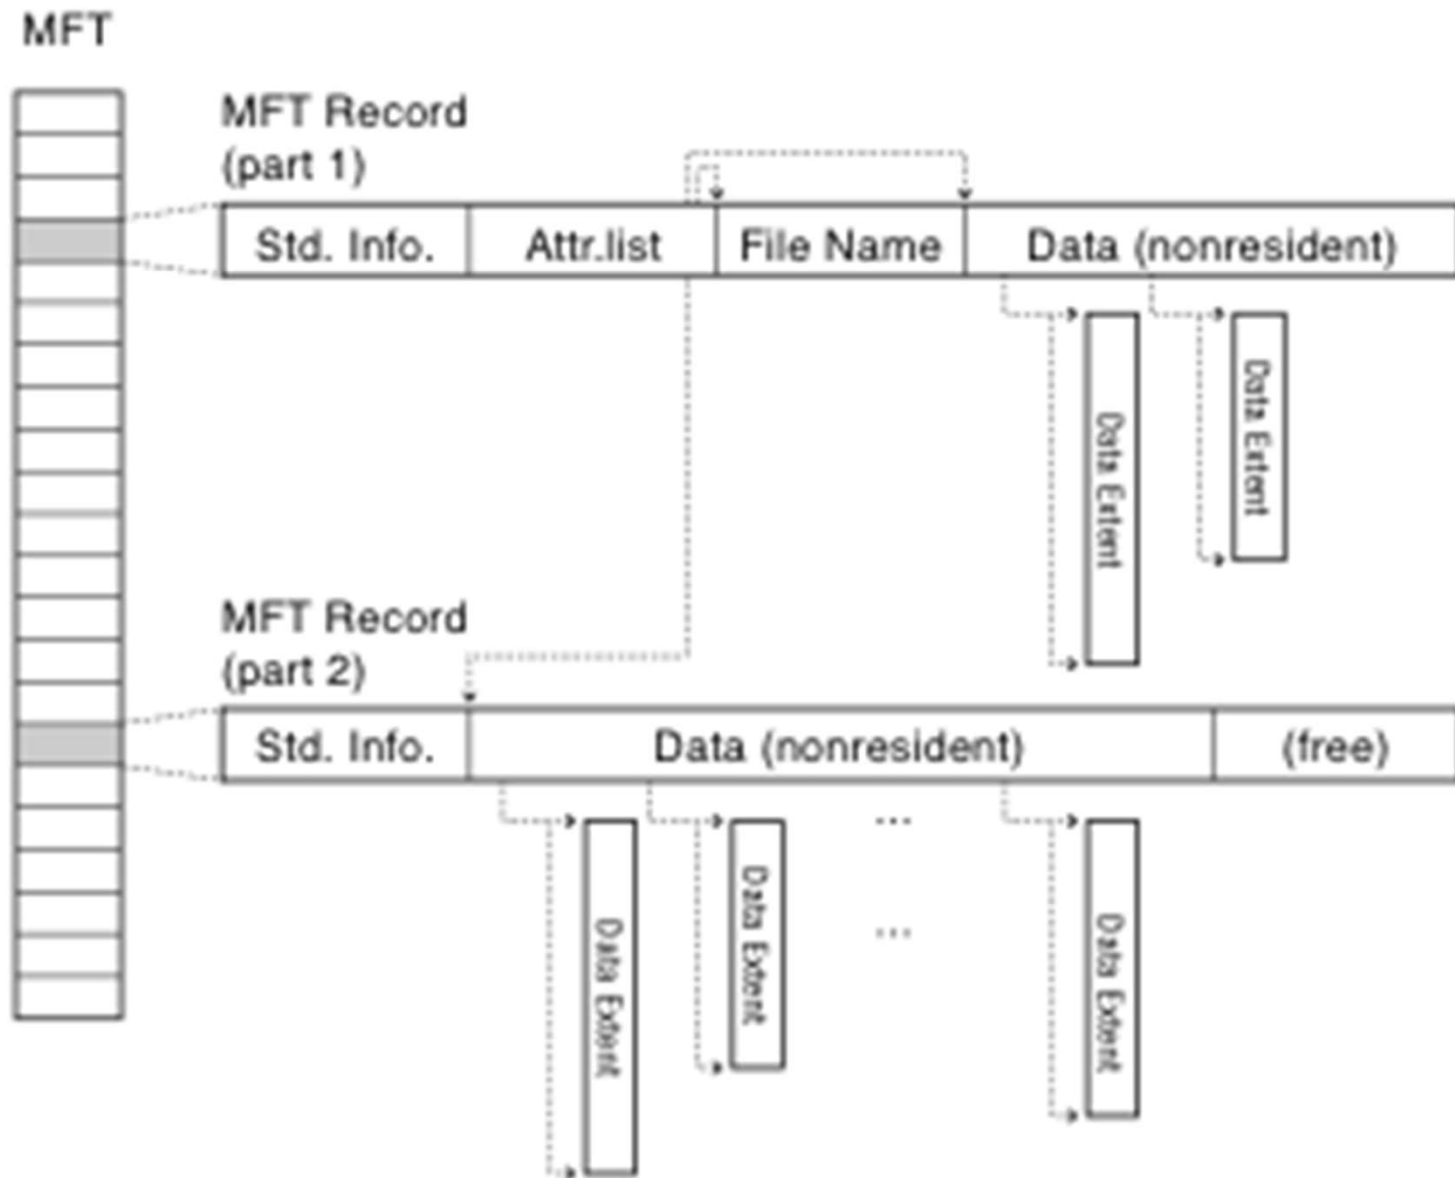 MFT
MFT Record
(part 1)
Std. Info.
Attr.list
File Name
Data (nonresident)
Data Extent
Data Extent
MFT Record
(part 2)
Std. Info.
Data (nonresident)
(free)
...
...
Data Extent
Data Extent
Data Extent